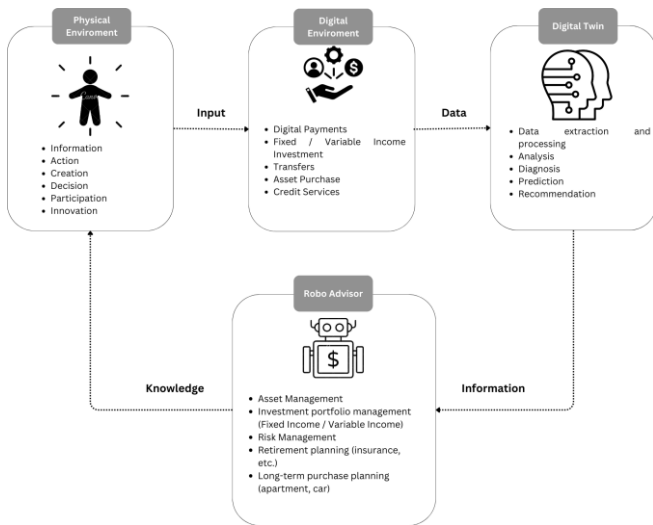 Physical
Enviroment
Information
Action
Creation
Decision
Participation
Innovation
Input
Digital
Enviroment
$
Digital Payments
Fixed / Variable Income
Investment
Transfers
Asset Purchase
Credit Services
Data
Digital Twin
Data extraction and
processing
Analysis
Diagnosis
Prediction
Recommendation
Information
Robo Advisor
$
Asset Management
Investment portfolio management
(Fixed Income / Variable Income)
Risk Management
Retirement planning (insurance,
etc.)
Long-term purchase planning
(apartment, car)
Knowledge